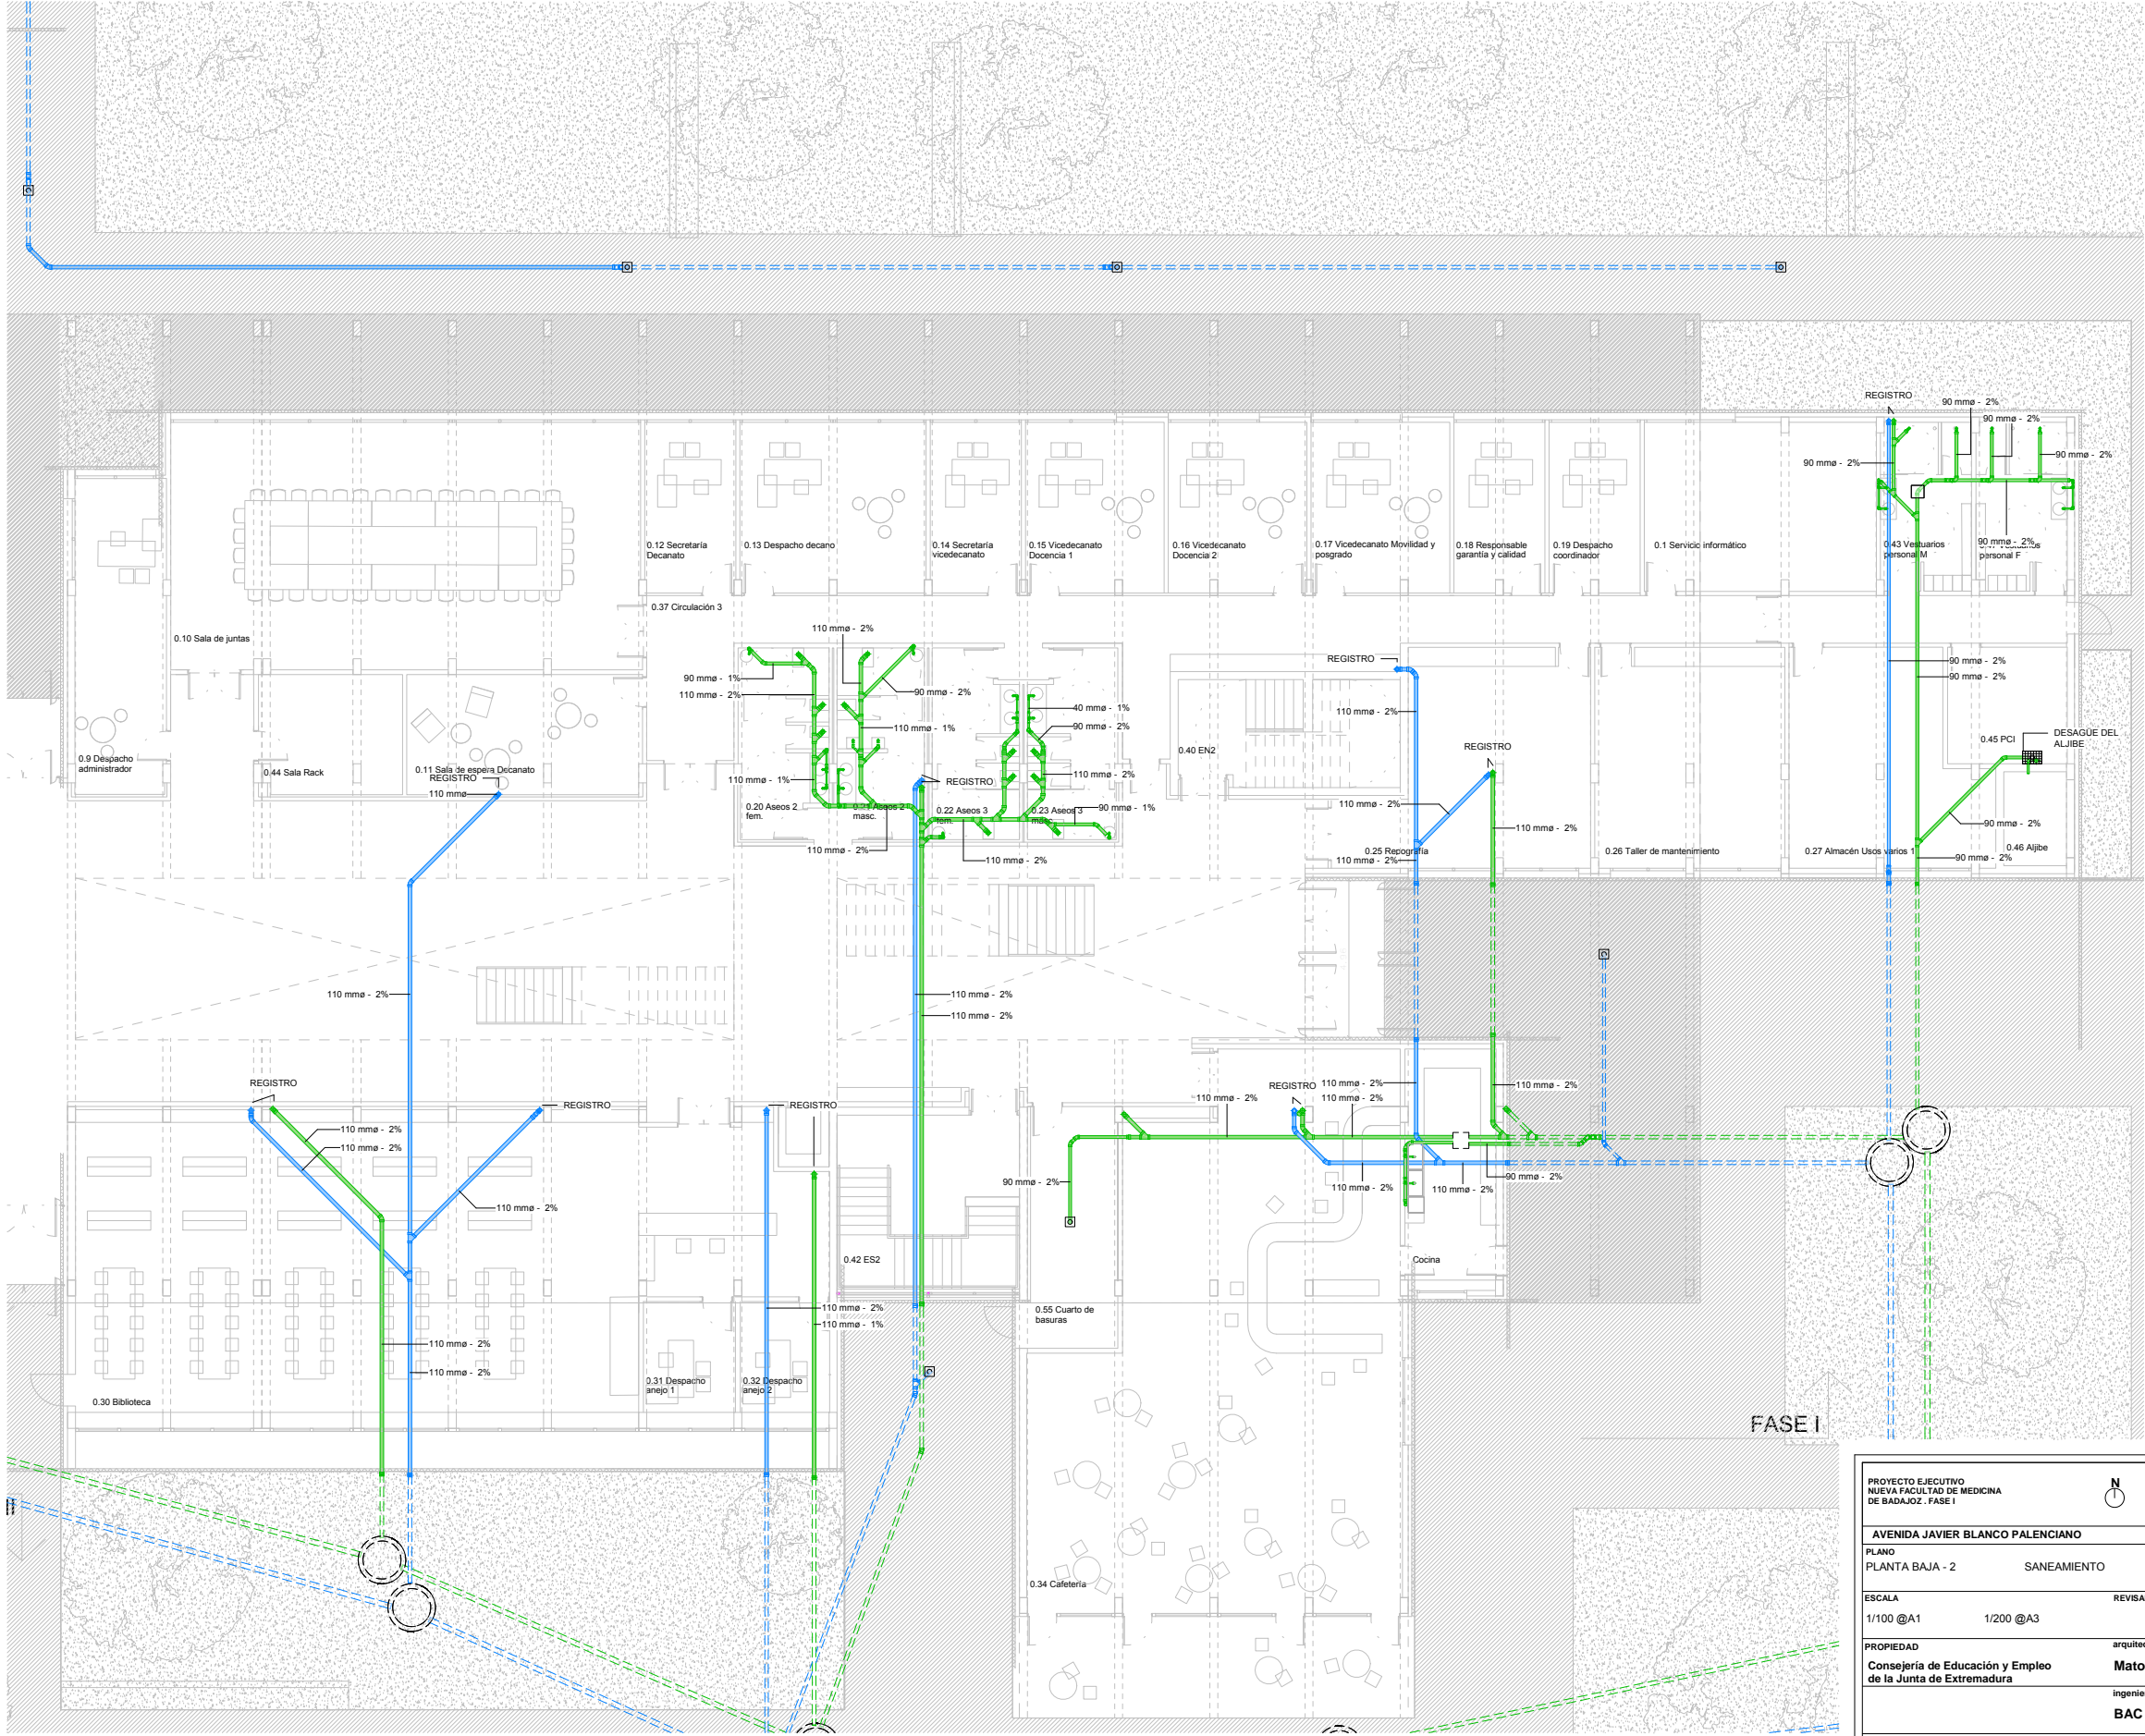 REGISTRO
90 mmø - 2%
90 mmø - 2%
90 mmø - 2%
90 mmø - 2%
0.12 Secretaría
Decanato
0.13 Despacho decano
0.14 Secretaría
vicedecanato
0.15 Vicedecanato
Docencia 1
0.16 Vicedecanato
Docencia 2
0.17 Vicedecanato Movilidad y
posgrado
0.18 Responsable
garantía y calidad
0.19 Despacho
coordinador
0.1 Servicio informático
0.43 Vestuarios
personal M
90 mmø - 2%
personal F
0.37 Circulación 3
0.10 Sala de juntas
110 mmø - 2%
REGISTRO
90 mmø - 1%
110 mmø - 2%
90 mmø - 2%
90 mmø - 2%
90 mmø - 2%
40 mmø - 1%
110 mmø - 2%
90 mmø - 2%
110 mmø - 1%
0.40 EN2
REGISTRO
0.45 PCI
DESAGÜE DEL
ALJIBE
0.9 Despacho
administrador
0.44 Sala Rack
0.11 Sala de espera Decanato
REGISTRO
110 mmø
110 mmø - 1%
REGISTRO
110 mmø - 2%
0.20 Aseos 2
fem.
0.21 Aseos 2
masc.
0.22 Aseos 3
fem.
0.23 Aseos 3
masc.
90 mmø - 1%
110 mmø - 2%
110 mmø - 2%
90 mmø - 2%
110 mmø - 2%
110 mmø - 2%
110 mmø - 2%
0.25 Reprografía
0.26 Taller de mantenimiento
0.27 Almacén Usos varios 1
0.46 Aljibe
90 mmø - 2%
110 mmø - 2%
110 mmø - 2%
110 mmø - 2%
REGISTRO
REGISTRO
REGISTRO
REGISTRO
110 mmø - 2%
110 mmø - 2%
110 mmø - 2%
110 mmø - 2%
110 mmø - 2%
110 mmø - 2%
90 mmø - 2%
110 mmø - 2%
110 mmø - 2%
90 mmø - 2%
110 mmø - 2%
0.42 ES2
Cocina
110 mmø - 2%
110 mmø - 1%
0.55 Cuarto de
basuras
110 mmø - 2%
110 mmø - 2%
0.30 Biblioteca
0.31 Despacho
anejo 1
0.32 Despacho
anejo 2
FASE I
II
0.34 Cafetería
PROYECTO EJECUTIVO
NUEVA FACULTAD DE MEDICINA
DE BADAJOZ . FASE I
N
AVENIDA JAVIER BLANCO PALENCIANO
PLANO
PLANTA BAJA - 2 SANEAMIENTO
ESCALA
1/100 @A1 1/200 @A3
PROPIEDAD
Consejería de Educación y Empleo
de la Junta de Extremadura
BAC